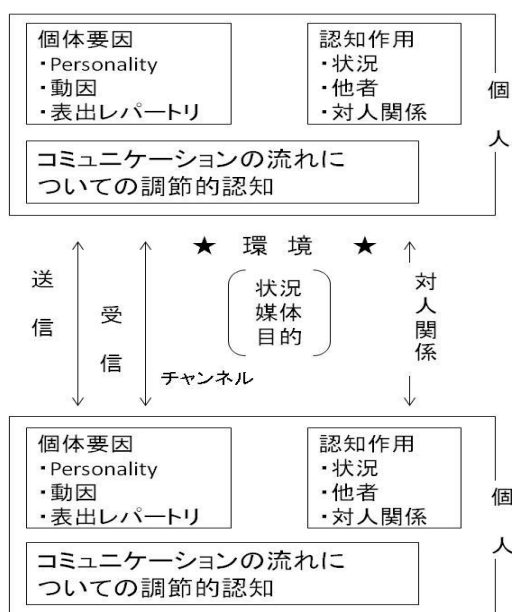 個体要因
・Personality
・動因
・表出レパートリ
認知作用
・状況
・他者
・対人関係
個人
コミュニケーションの流れに
ついての調節的認知
★ 環 境 ★
状況
媒体
目的
送信
受信
チャンネル
対人関係
個体要因
・Personality
・動因
・表出レパートリ
認知作用
・状況
・他者
・対人関係
個人
コミュニケーションの流れに
ついての調節的認知